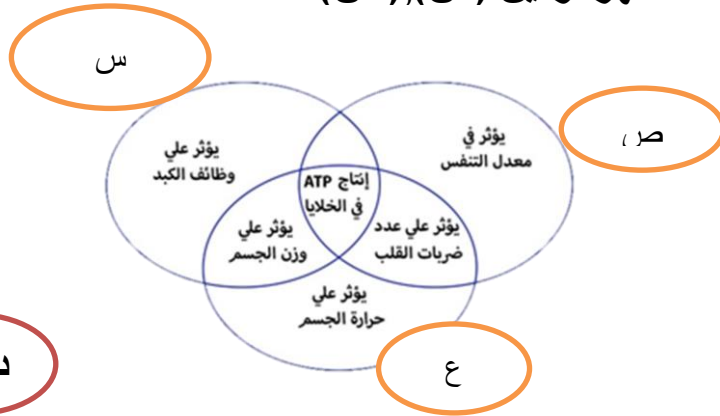 س
ص
يؤثر في
معدل التنفس
يؤثر علي
وظائف الكبد
إنتاج ATP
في الخلايا
يؤثر علي عدد
ضربات القلب
يؤثر علي
وزن الجسم
يؤثر علي
حرارة الجسم
ع